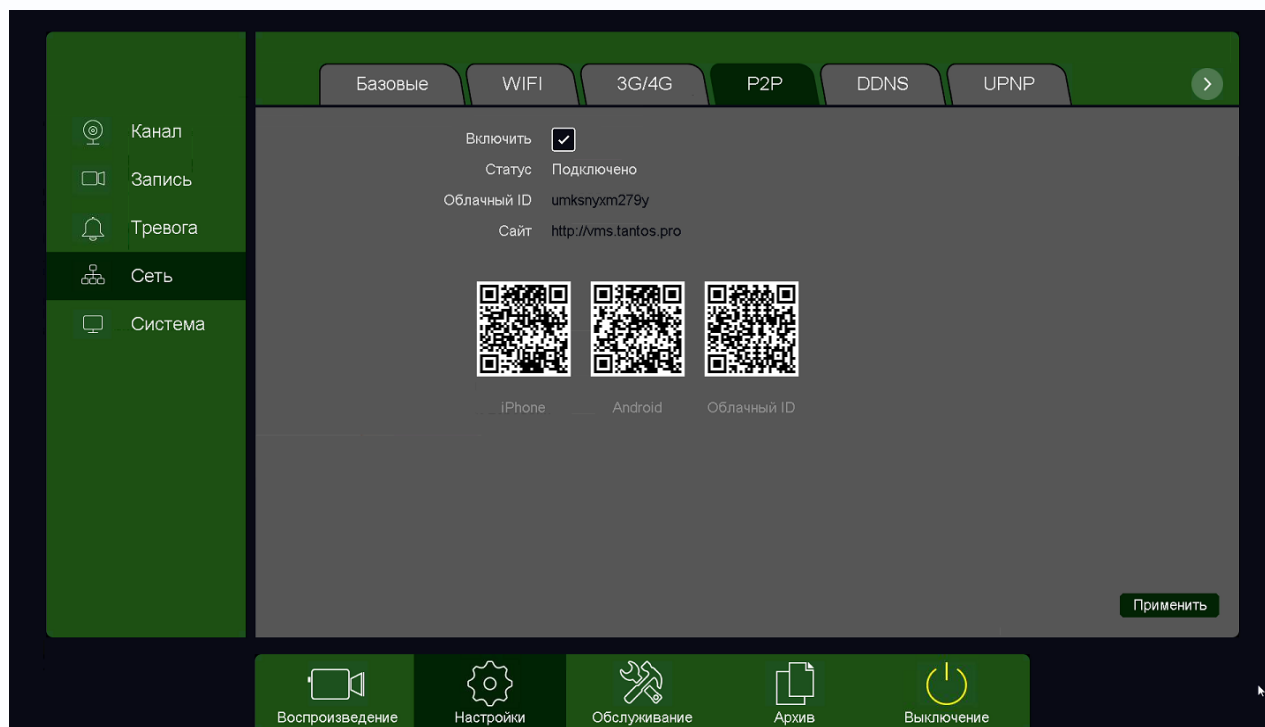 Базовые WIFI 3G/4G P2P DDNS UPNP
Канал
Запись
Тревога
Сеть
Система
Включить
Статус Подключено
Облачный ID umksnyxm279y
Сайт http://vms.tantos.pro
iPhone Android Облачный ID
Применить
Воспроизведение Настройки Обслуживание Архив Выключение